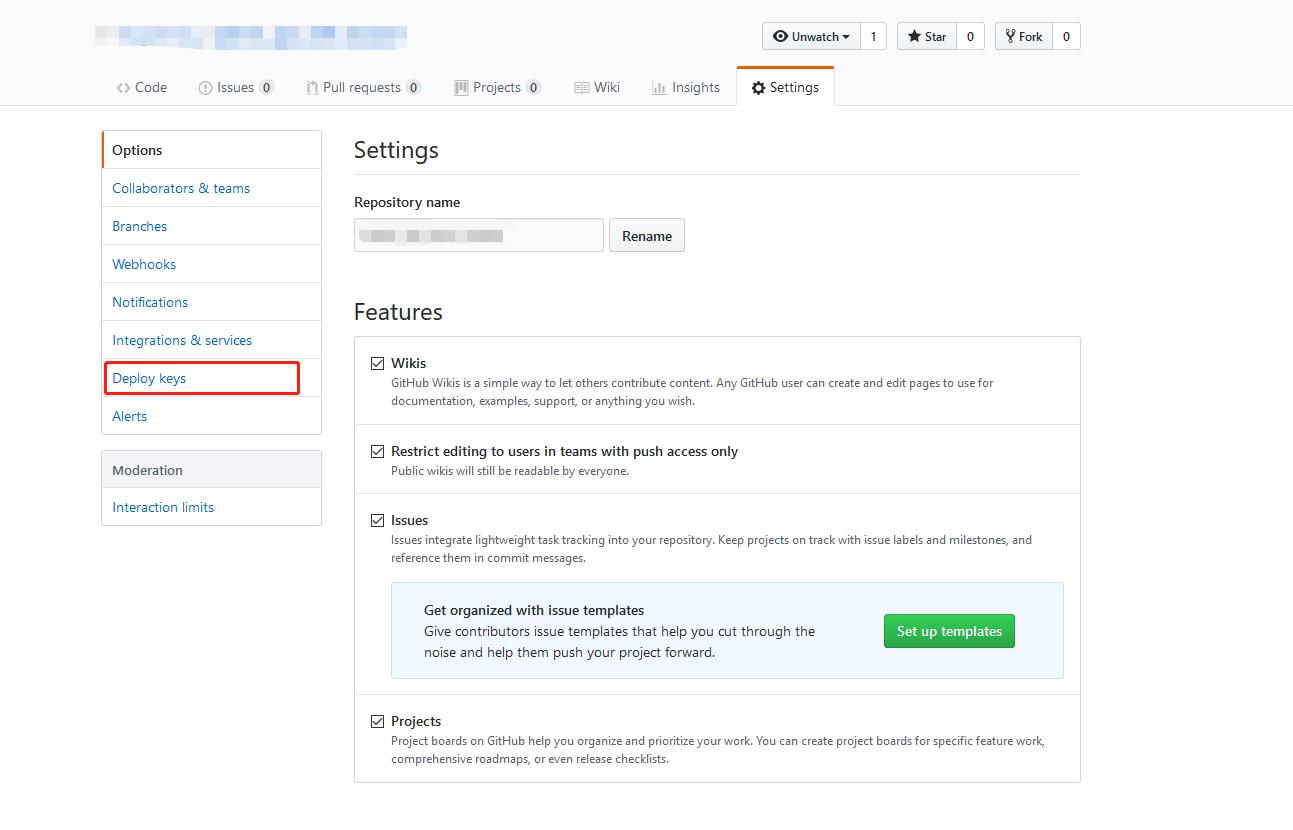 Unwatch 1 Star 0 Fork 0
Code Issues 0 Pull requests 0 Projects 0 Wiki Insights Settings
Options
Collaborators & teams
Branches
Webhooks
Notifications
Integrations & services
Deploy keys
Alerts
Moderation
Interaction limits
Settings
Repository name
Rename
Features
Wikis
GitHub Wikis is a simple way to let others contribute content. Any GitHub user can create and edit pages to use for
documentation, examples, support, or anything you wish.
Restrict editing to users in teams with push access only
Public wikis will still be readable by everyone.
Issues
Issues integrate lightweight task tracking into your repository. Keep projects on track with issue labels and milestones, and
reference them in commit messages.
Get organized with issue templates
Give contributors issue templates that help you cut through the
noise and help them push your project forward.
Set up templates
Projects
Project boards on GitHub help you organize and prioritize your work. You can create project boards for specific feature work,
comprehensive roadmaps, or even release checklists.